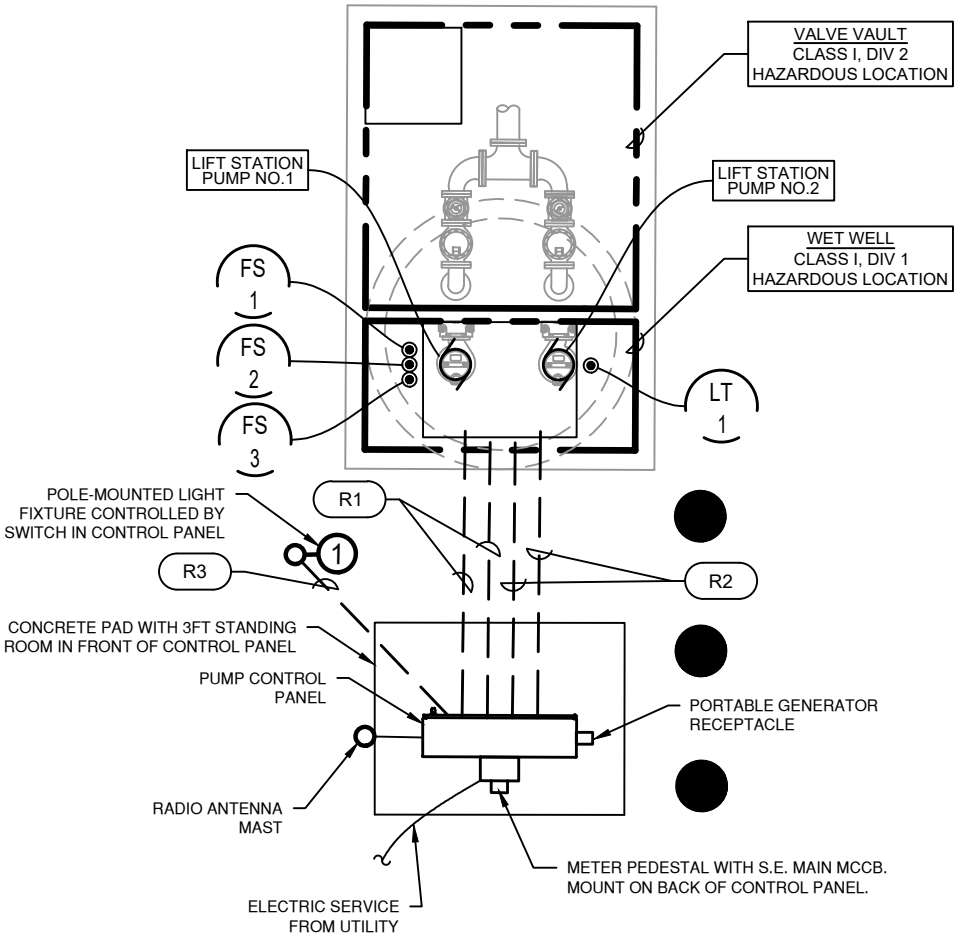 VALVE VAULT
CLASS I, DIV 2
HAZARDOUS LOCATION
LIFT STATION
PUMP NO.1
LIFT STATION
PUMP NO.2
WET WELL
CLASS I, DIV 1
HAZARDOUS LOCATION
FS
1
FS
2
FS
3
LT
1
POLE-MOUNTED LIGHT
FIXTURE CONTROLLED BY
SWITCH IN CONTROL PANEL
1
R1
R2
R3
CONCRETE PAD WITH 3FT STANDING
ROOM IN FRONT OF CONTROL PANEL
PUMP CONTROL
PANEL
PORTABLE GENERATOR
RECEPTACLE
RADIO ANTENNA
MAST
METER PEDESTAL WITH S.E. MAIN MCCB.
MOUNT ON BACK OF CONTROL PANEL.
ELECTRIC SERVICE
FROM UTILITY